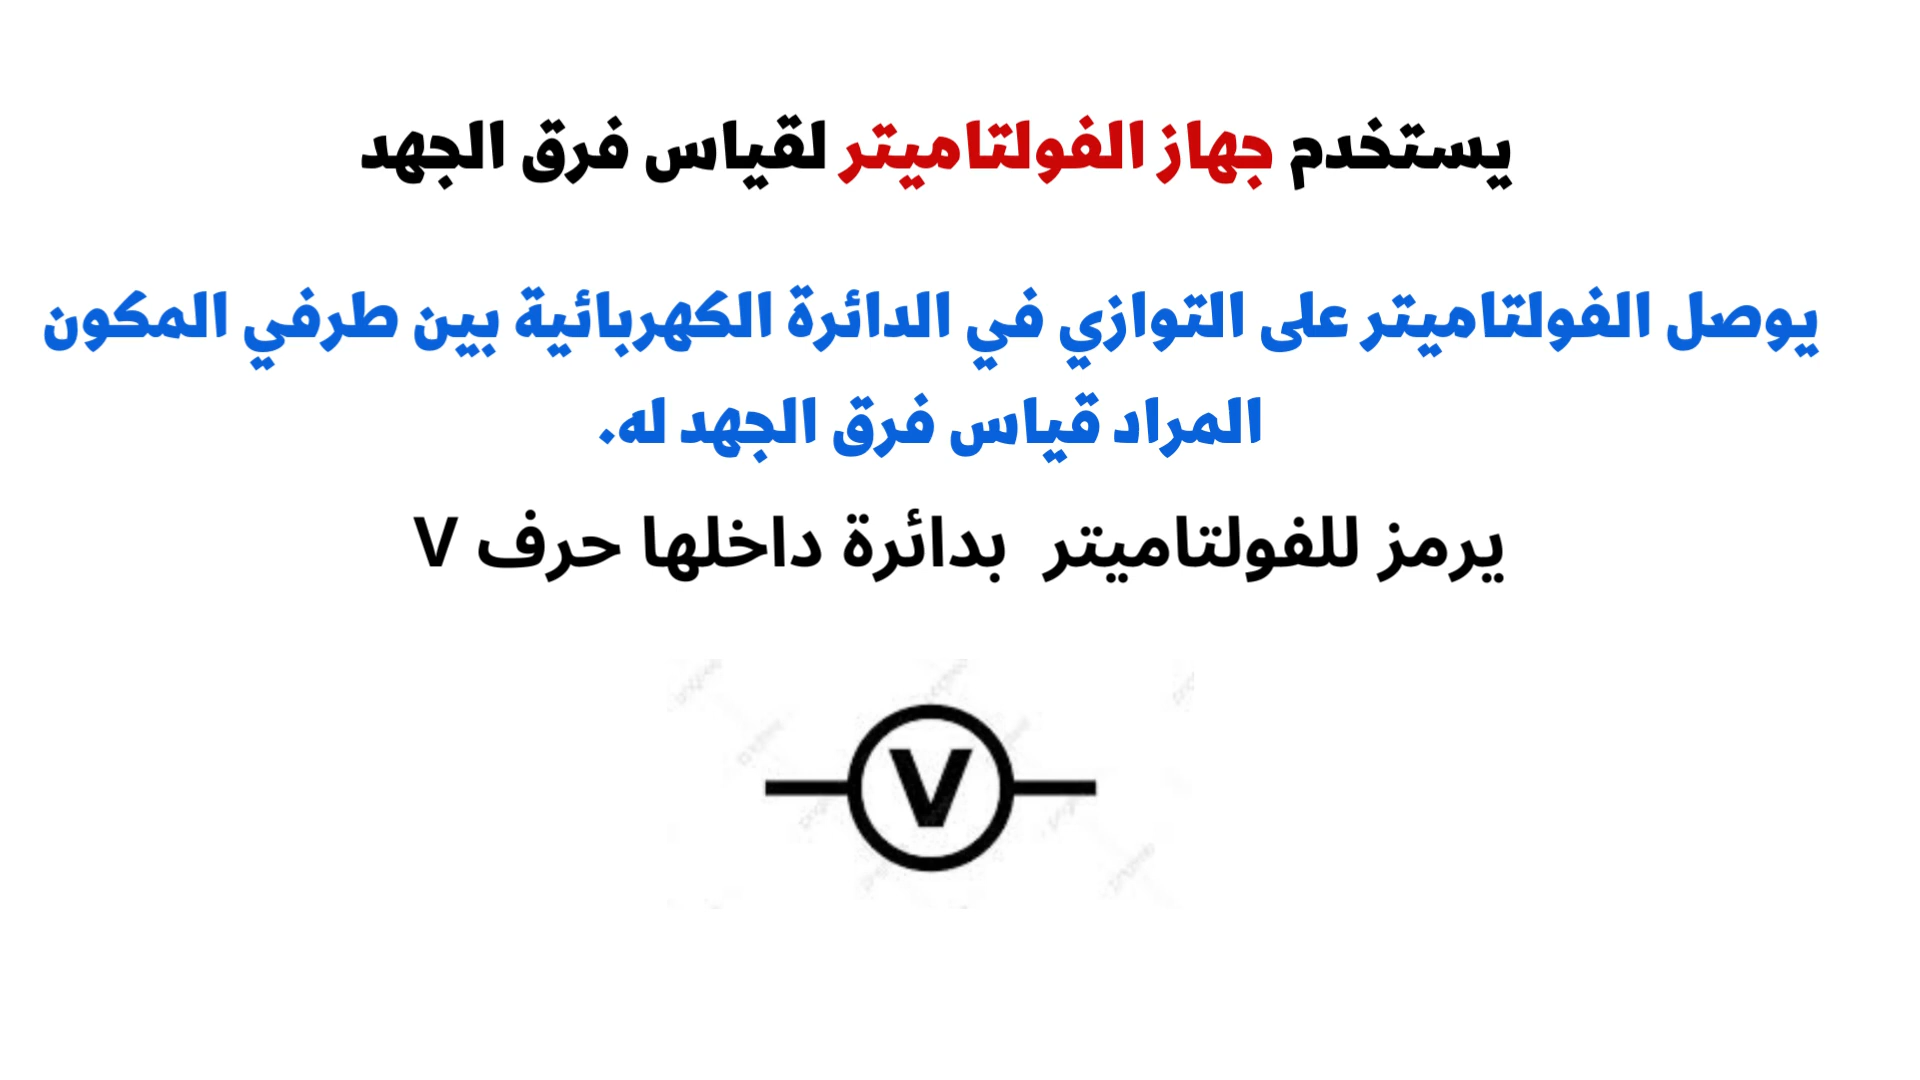 يستخدم جهاز الفولتاميتر لقياس فرق الجهد
يوصل الفولتاميتر على التوازي في الدائرة الكهربائية بين طرفي المكون
المراد قياس فرق الجهد له.
يرمز للفولتاميتر بدائرة داخلها حرف V
V